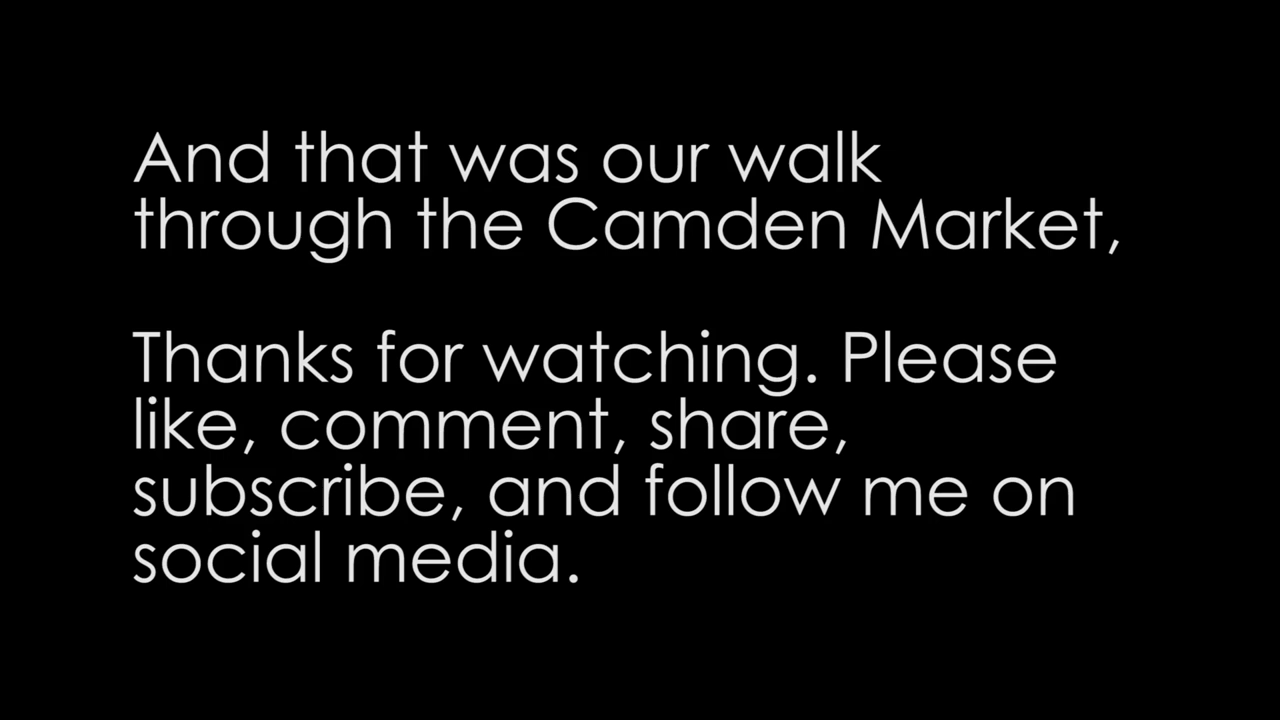 And that was our walk
through the Camden Market,
Thanks for watching. Please
like, comment, share,
subscribe, and follow me on
social media.